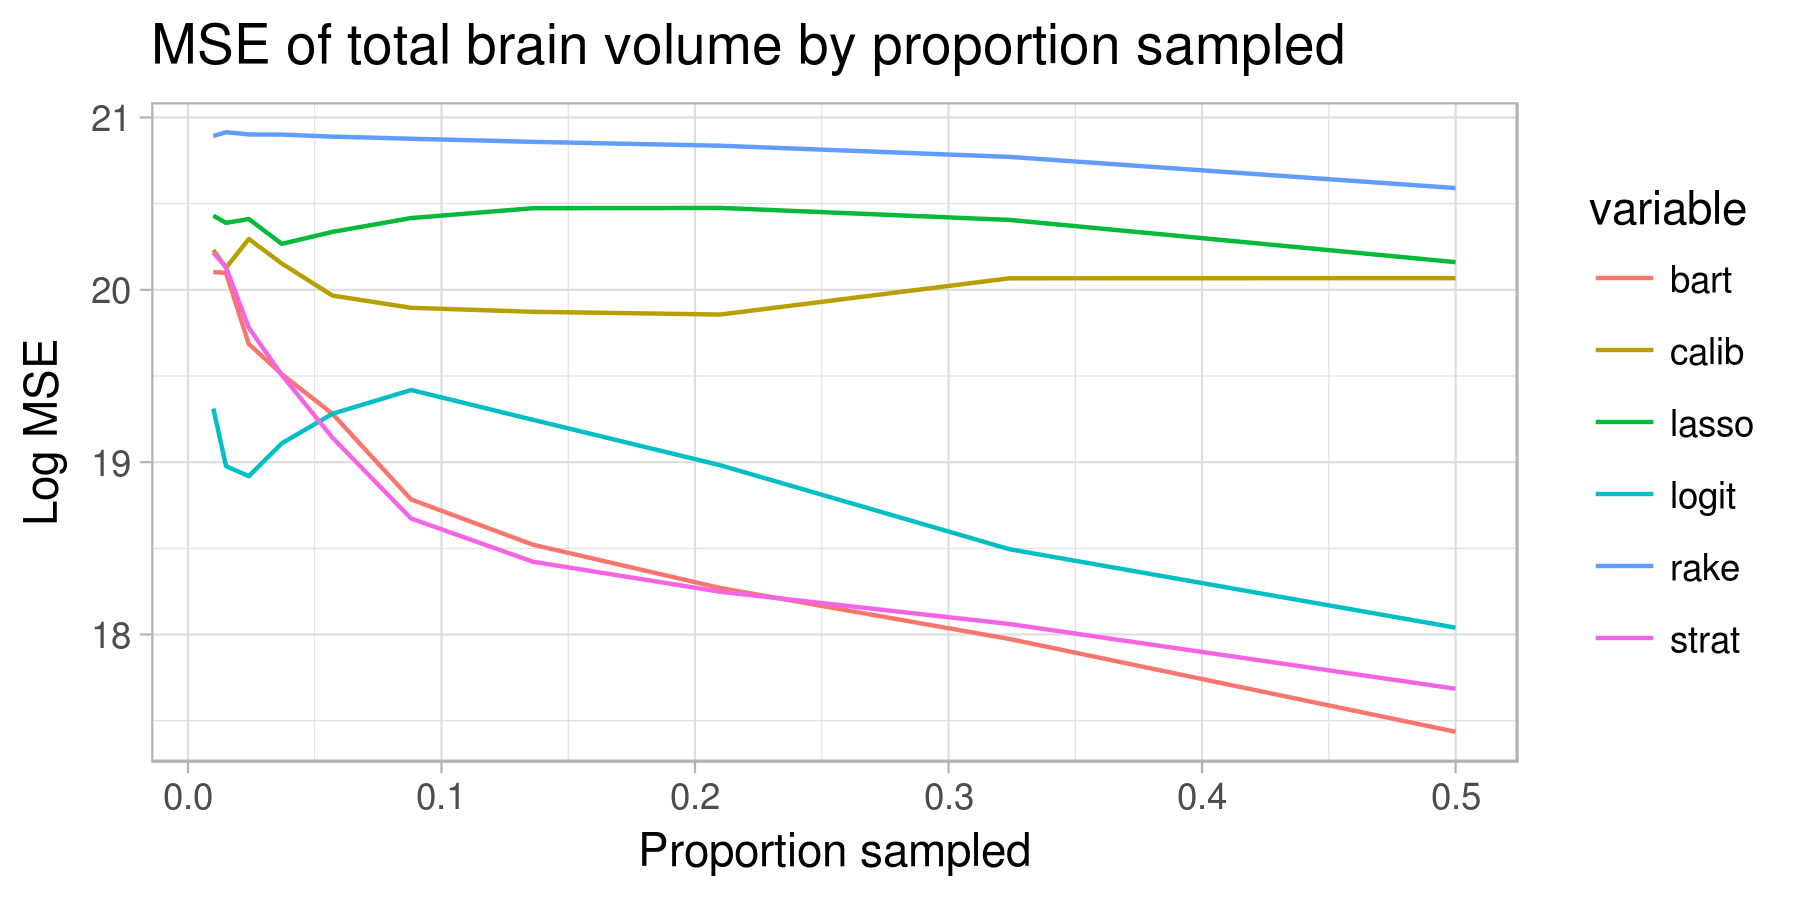 MSE of total brain volume by proportion sampled
Log MSE
21
20
19
18
0.0 0.1 0.2 0.3 0.4 0.5
Proportion sampled
variable
bart
calib
lasso
logit
rake
strat